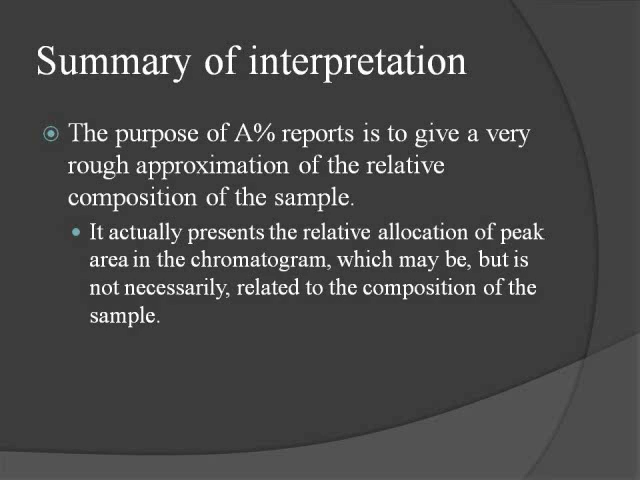 Summary of interpretation
The purpose of A% reports is to give a very
rough approximation of the relative
composition of the sample.
It actually presents the relative allocation of peak
area in the chromatogram, which may be, but is
not necessarily, related to the composition of the
sample.